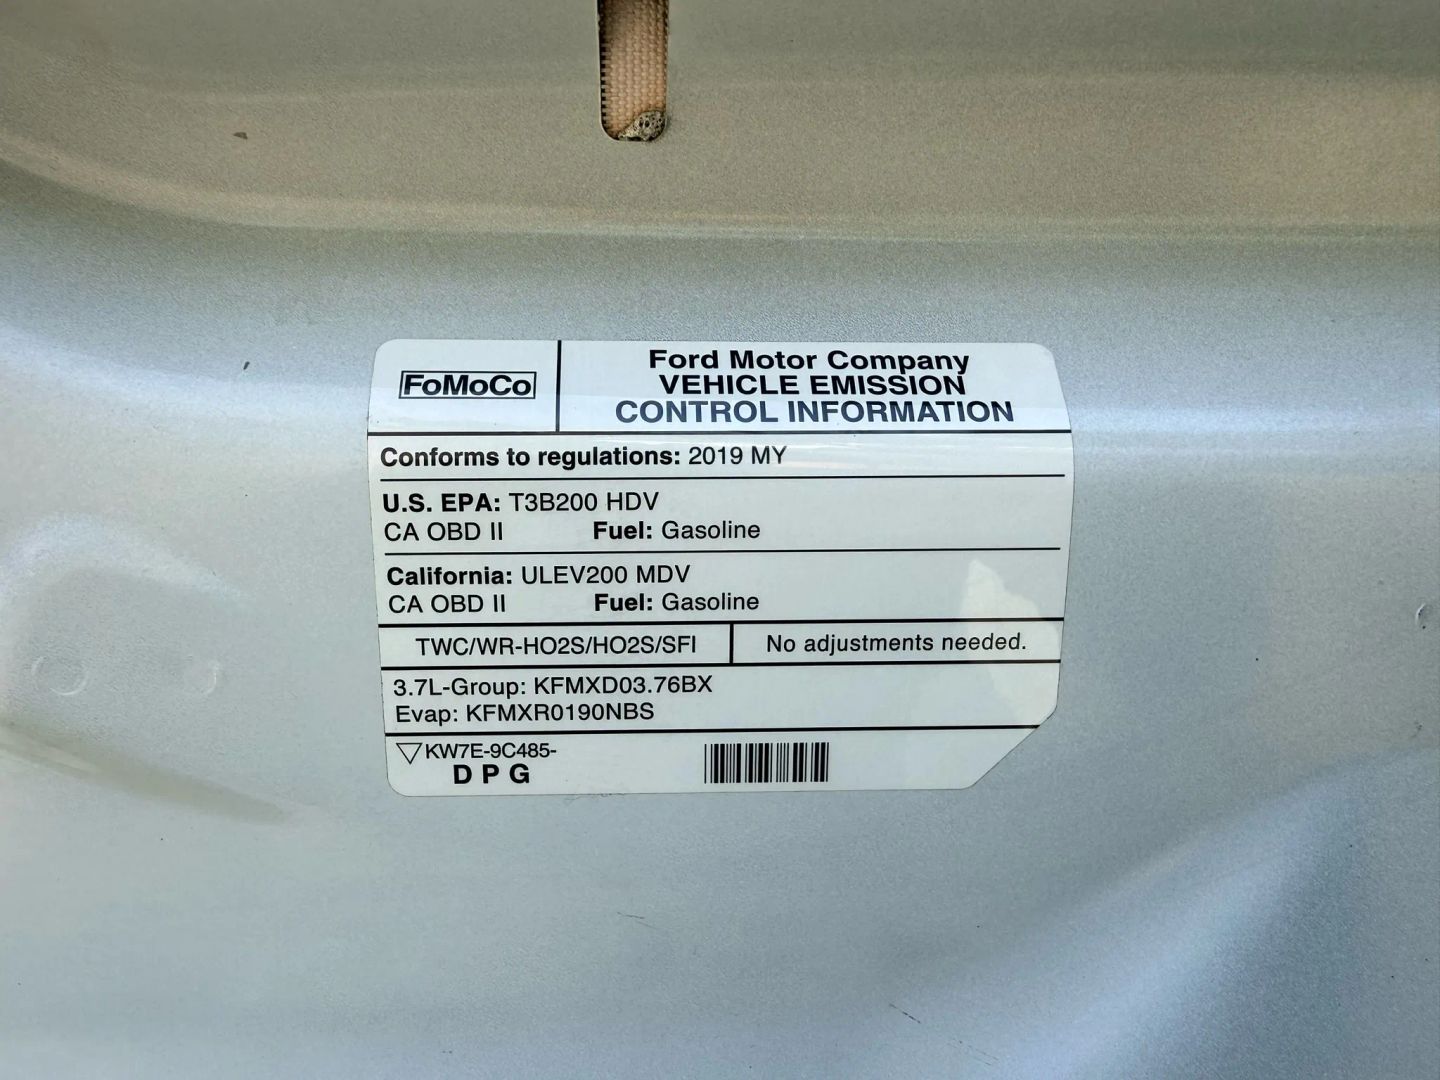 FoMoCo
Ford Motor Company
VEHICLE EMISSION
CONTROL INFORMATION
Conforms to regulations: 2019 MY
U.S. EPA: T3B200 HDV
CA OBD II Fuel: Gasoline
California: ULEV200 MDV
CA OBD II Fuel: Gasoline
TWC/WR-HO2S/HO2S/SFI No adjustments needed.
3.7L-Group: KFMXD03.76BX
Evap: KFMXR0190NBS
KW7E-9C485-
D P G